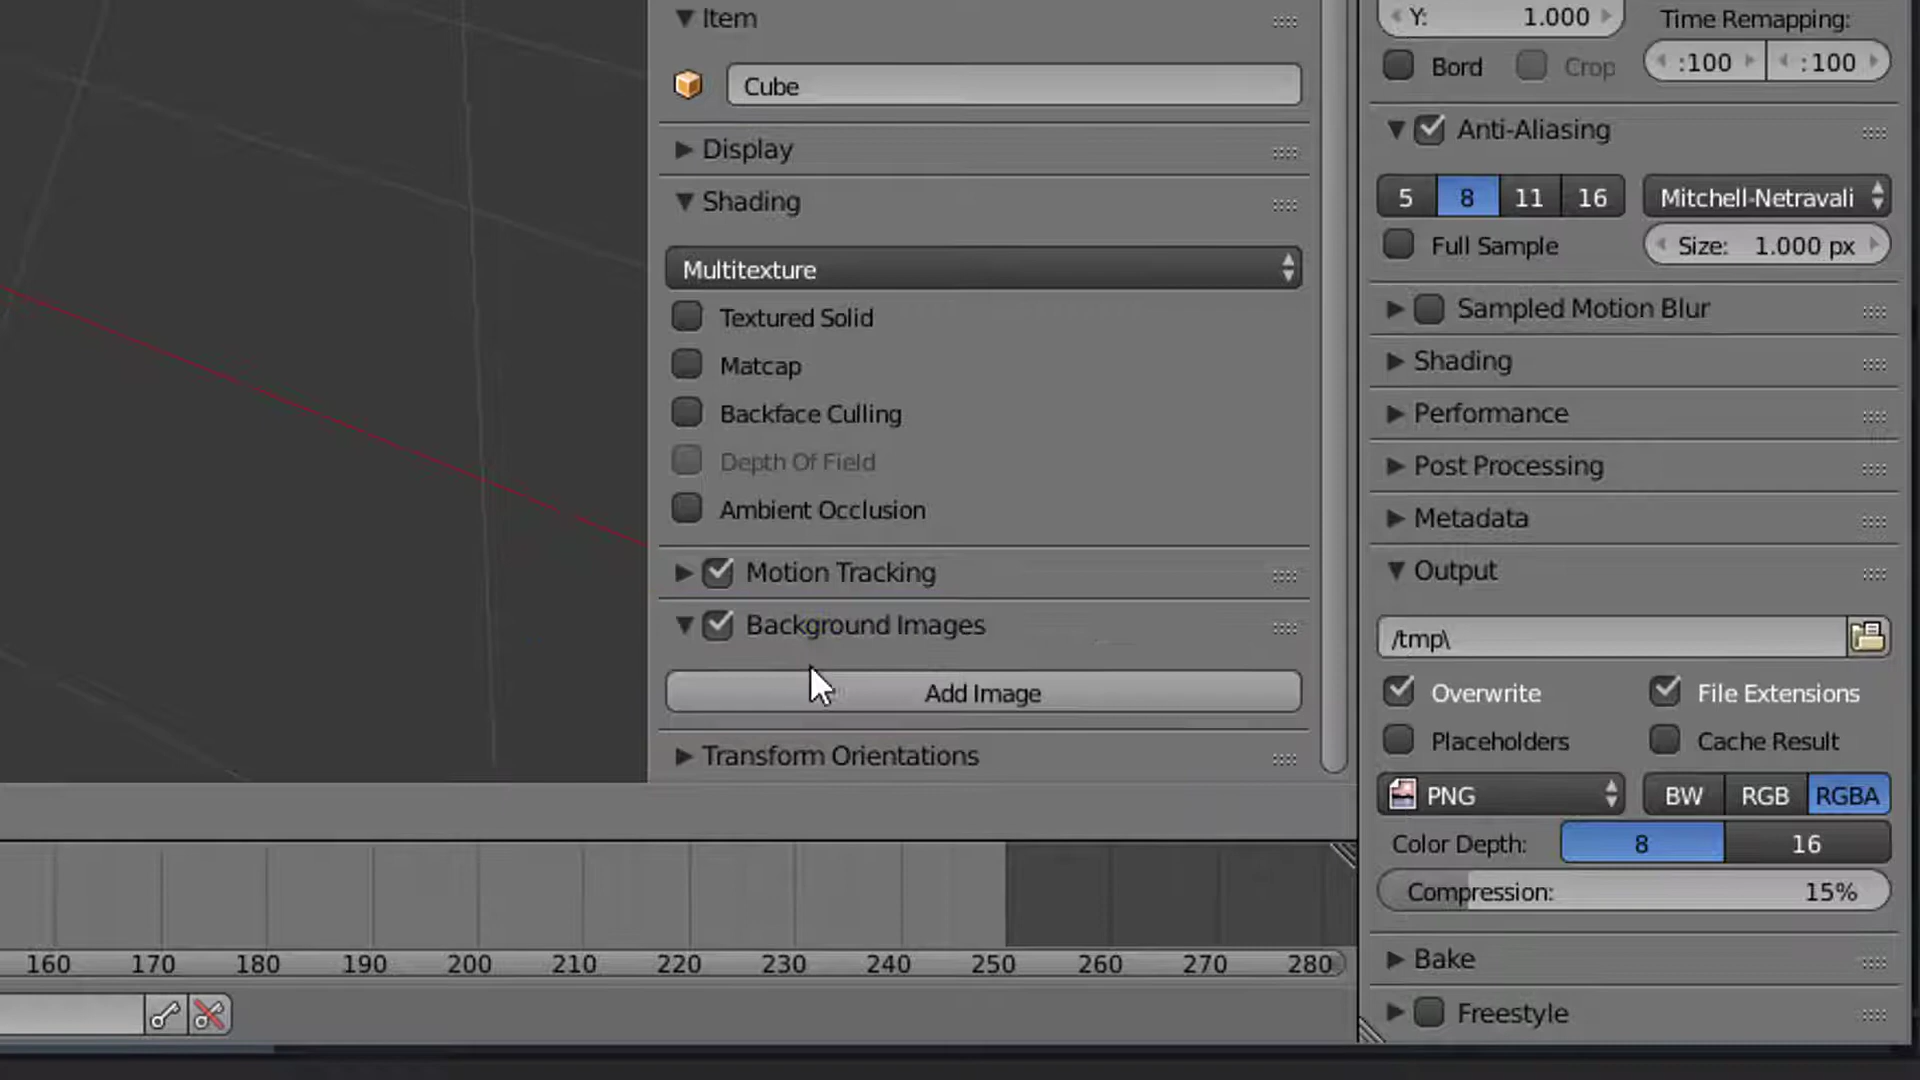 Item
Cube
Display
Shading
Multitexture
Textured Solid
Matcap
Backface Culling
Depth Of Field
Ambient Occlusion
Motion Tracking
Background Images
Add Image
Transform Orientations
160 170 180 190 200 210 220 230 240 250 260 270 280
Y: 1.000
Time Remapping:
Bord Crop :100 :100
Anti-Aliasing
5 8 11 16 Mitchell-Netravali
Full Sample Size: 1.000 px
Sampled Motion Blur
Shading
Performance
Post Processing
Metadata
Output
/tmp\
Overwrite File Extensions
Placeholders Cache Result
PNG BW RGB RGBA
Color Depth: 8 16
Compression: 15%
Bake
Freestyle